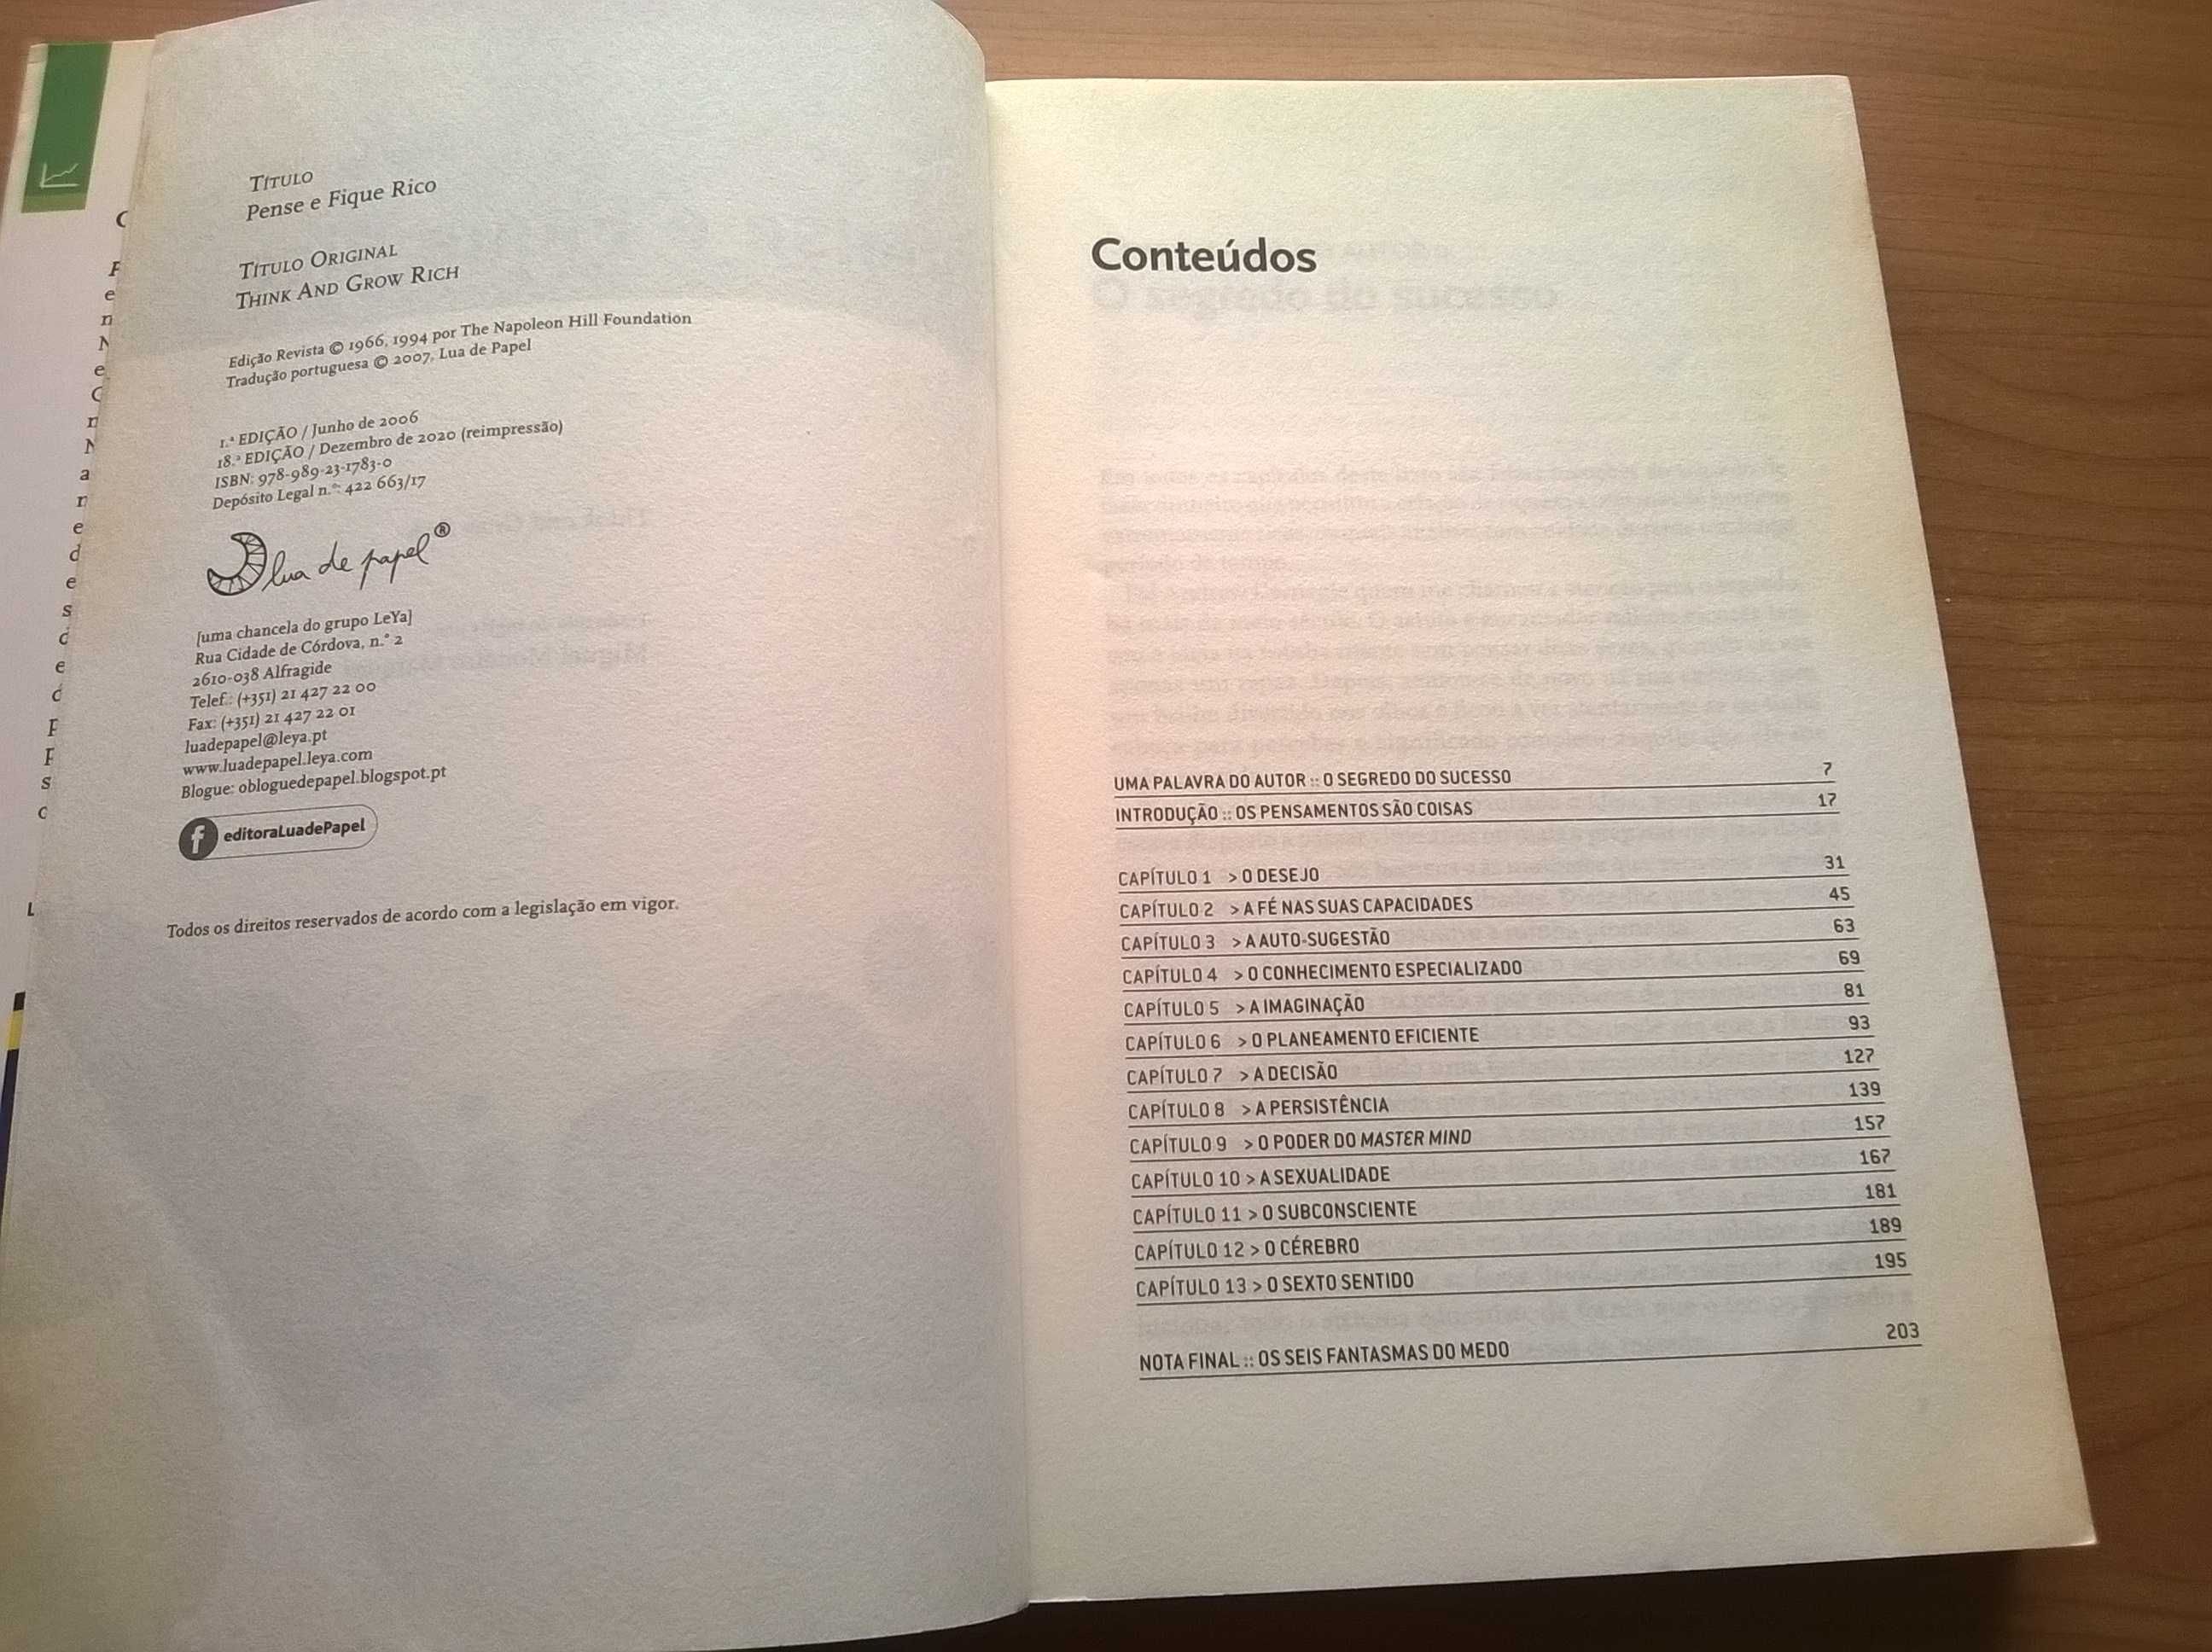 TÍTULO
Pense e Fique Rico
TÍTULO ORIGINAL
THINK AND GROW RICH
Edição Revista © 1966, 1994 por The Napoleon Hill Foundation
Tradução portuguesa © 2007, Lua de Papel
1.ª EDIÇÃO / Junho de 2006
18.ª EDIÇÃO / Dezembro de 2020 (reimpressão)
ISBN: 978-989-23-1783-0
Depósito Legal n.º: 422 663/17
lua de papel®
[uma chancela do grupo LeYa]
Rua Cidade de Córdova, n.º 2
2610-038 Alfragide
Telef.: (+351) 21 427 22 00
Fax: (+351) 21 427 22 01
luadepapel@leya.pt
www.luadepapel.leya.com
Blogue: obloguedepapel.blogspot.pt
f editoraLuadePapel
Todos os direitos reservados de acordo com a legislação em vigor.
Conteúdos
UMA PALAVRA DO AUTOR :: O SEGREDO DO SUCESSO 7
INTRODUÇÃO :: OS PENSAMENTOS SÃO COISAS 17
CAPÍTULO 1 > O DESEJO 31
CAPÍTULO 2 > A FÉ NAS SUAS CAPACIDADES 45
CAPÍTULO 3 > A AUTO-SUGESTÃO 63
CAPÍTULO 4 > O CONHECIMENTO ESPECIALIZADO 69
CAPÍTULO 5 > A IMAGINAÇÃO 81
CAPÍTULO 6 > O PLANEAMENTO EFICIENTE 93
CAPÍTULO 7 > A DECISÃO 127
CAPÍTULO 8 > A PERSISTÊNCIA 139
CAPÍTULO 9 > O PODER DO MASTER MIND 157
CAPÍTULO 10 > A SEXUALIDADE 167
CAPÍTULO 11 > O SUBCONSCIENTE 181
CAPÍTULO 12 > O CÉREBRO 189
CAPÍTULO 13 > O SEXTO SENTIDO 195
NOTA FINAL :: OS SEIS FANTASMAS DO MEDO 203